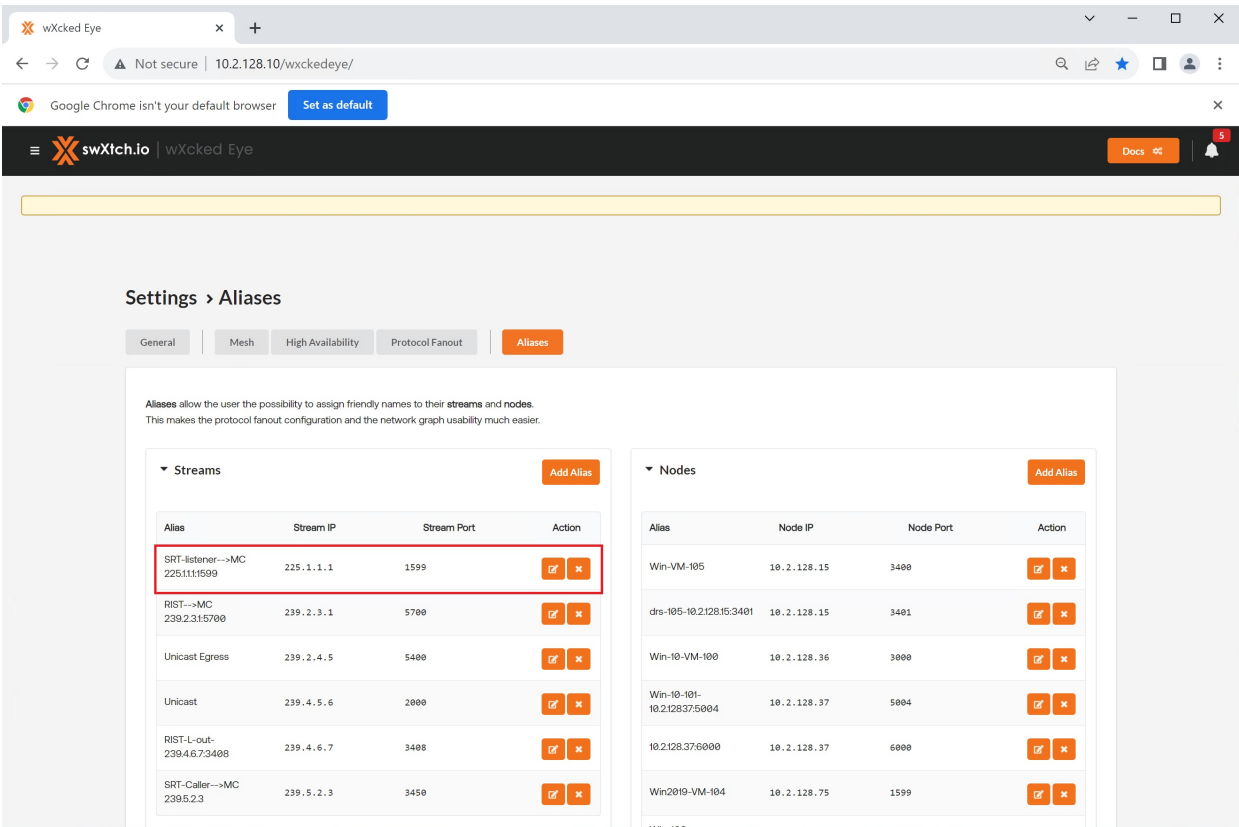 wXcked Eye
Not secure | 10.2.128.10/wxckedeye/
Google Chrome isn't your default browser
Set as default
swXtch.io | wXcked Eye
Docs
5
Settings > Aliases
General
Mesh
High Availability
Protocol Fanout
Aliases
Aliases allow the user the possibility to assign friendly names to their streams and nodes.
This makes the protocol fanout configuration and the network graph usability much easier.
Streams
Add Alias
Alias Stream IP Stream Port Action
SRT-listener-->MC
225.1.1.1:1599
225.1.1.1 1599
RIST-->MC
239.2.3.1:5700
239.2.3.1 5700
Unicast Egress 239.2.4.5 5400
Unicast 239.4.5.6 2000
RIST-L-out-
239.4.6.7:3408
239.4.6.7 3408
SRT-Caller-->MC
239.5.2.3
239.5.2.3 3450
Nodes
Add Alias
Alias Node IP Node Port Action
Win-VM-105 10.2.128.15 3400
drs-105-10.2.128.15:3401 10.2.128.15 3401
Win-10-VM-100 10.2.128.36 3000
Win-10-101-
10.2.12837:5004
10.2.128.37 5004
10.2.128.37:6000 10.2.128.37 6000
Win2019-VM-104 10.2.128.75 1599